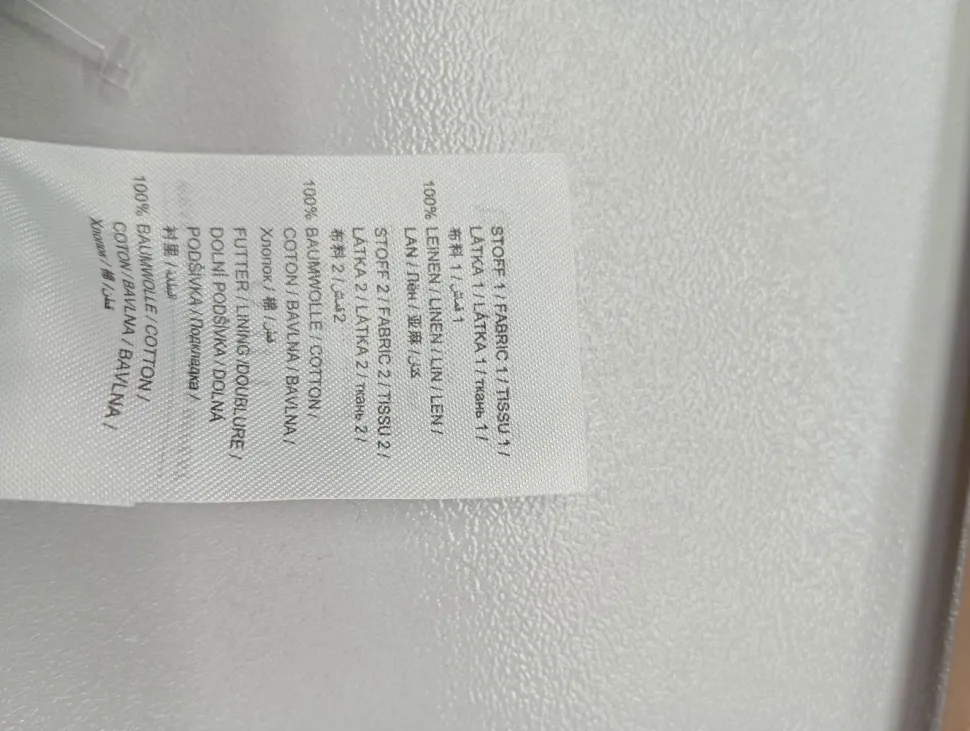 STOFF 1 / FABRIC 1 / TISSU 1 /
LÁTKA 1 / LÁTKA 1 / ткань 1 /
布料 1 / قماش 1
100% LEINEN / LINEN / LIN / LEN /
LAN / Лён / 亚麻 / كتان
STOFF 2 / FABRIC 2 / TISSU 2 /
LÁTKA 2 / LÁTKA 2 / ткань 2 /
布料 2 / قماش 2
100% BAUMWOLLE / COTTON /
COTON / BAVLNA / BAVLNA /
Хлопок / 棉 / قطن
FUTTER / LINING /DOUBLURE /
DOLNÍ PODŠÍVKA / DOLNÁ
PODŠÍVKA / Подкладка /
衬里 / البطانة
100% BAUMWOLLE / COTTON /
COTON / BAVLNA / BAVLNA /
Хлопок / 棉 / قطن